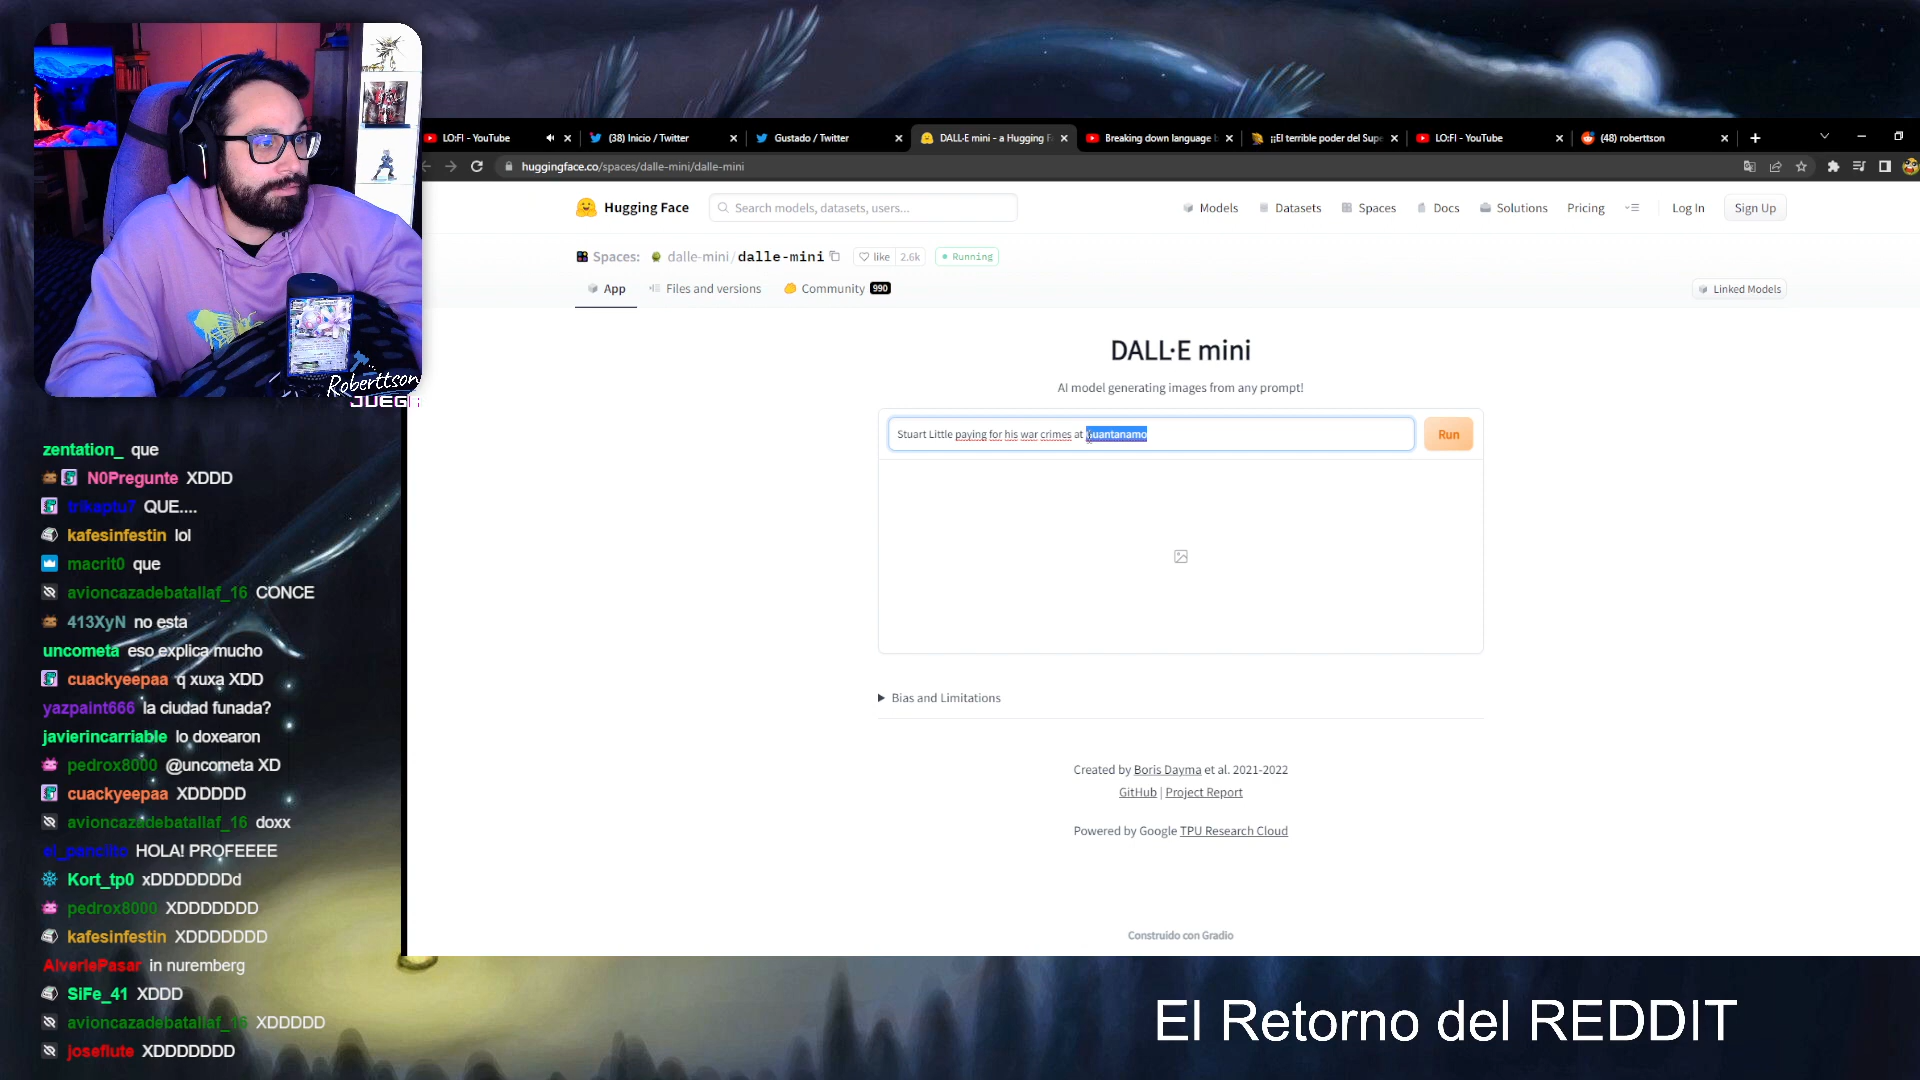 LO:FI - YouTube
(38) Inicio / Twitter
Gustado / Twitter
DALL·E mini - a Hugging F
Breaking down language b
¡¡El terrible poder del Supe
LO:FI - YouTube
(48) roberttson
huggingface.co/spaces/dalle-mini/dalle-mini
Hugging Face
Search models, datasets, users...
Models
Datasets
Spaces
Docs
Solutions
Pricing
Log In
Sign Up
Spaces:
dalle-mini/dalle-mini
like
2.6k
Running
App
Files and versions
Community
990
Linked Models
DALL·E mini
AI model generating images from any prompt!
Stuart Little paying for his war crimes at Guantanamo
Run
Bias and Limitations
Created by Boris Dayma et al. 2021-2022
GitHub | Project Report
Powered by Google TPU Research Cloud
Construido con Gradio
Roberttson
JUEGA
zentation_ que
N0Pregunte XDDD
trikaptu7 QUE....
kafesinfestin lol
macrit0 que
avioncazadebatallaf_16 CONCE
413XyN no esta
uncometa eso explica mucho
cuackyeepaa q xuxa XDD
yazpaint666 la ciudad funada?
javierincarriable lo doxearon
pedrox8000 @uncometa XD
cuackyeepaa XDDDDD
avioncazadebatallaf_16 doxx
el_panciito HOLA! PROFEEEE
Kort_tp0 xDDDDDDDd
pedrox8000 XDDDDDDD
kafesinfestin XDDDDDDD
AlveriePasar in nuremberg
SiFe_41 XDDD
avioncazadebatallaf_16 XDDDDD
joseflute XDDDDDDD
El Retorno del REDDIT